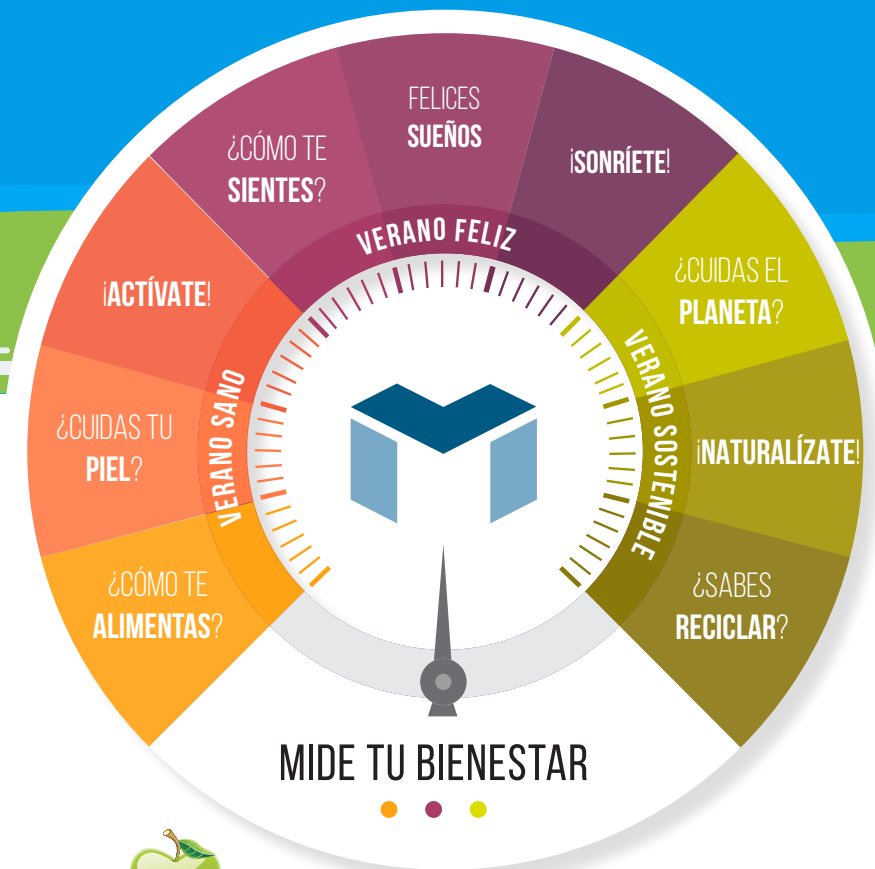 FELICES
SUEÑOS
¿CÓMO TE
SIENTES?
¡SONRÍETE!
VERANO FELIZ
¡ACTÍVATE!
¿CUIDAS EL
PLANETA?
VERANO SANO
VERANO SOSTENIBLE
¿CUIDAS TU
PIEL?
¡NATURALÍZATE!
¿CÓMO TE
ALIMENTAS?
¿SABES
RECICLAR?
MIDE TU BIENESTAR